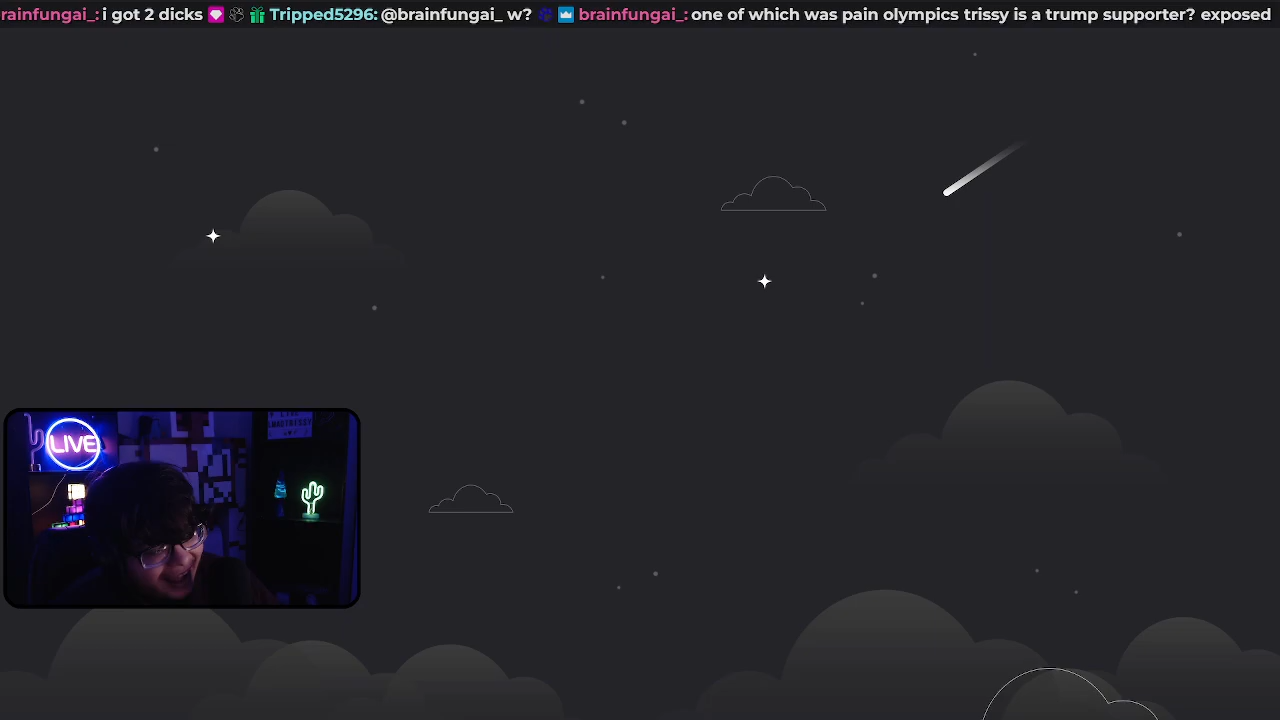 rainfungai_: i got 2 dicks Tripped5296: @brainfungai_ w? brainfungai_: one of which was pain olympics trissy is a trump supporter? exposed
LIVE